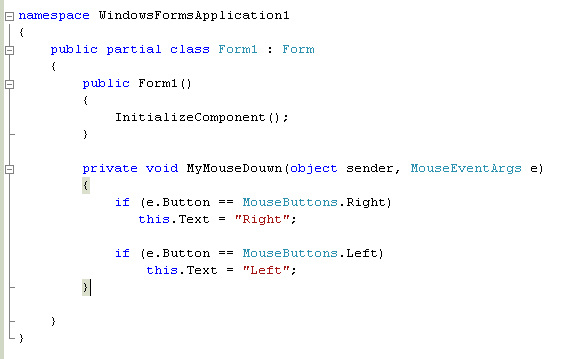 namespace WindowsFormsApplication1
{
    public partial class Form1 : Form
    {
        public Form1()
        {
            InitializeComponent();
        }

        private void MyMouseDouwn(object sender, MouseEventArgs e)
        {
            if (e.Button == MouseButtons.Right)
               this.Text = "Right";

            if (e.Button == MouseButtons.Left)
                this.Text = "Left";
        }

    }
}